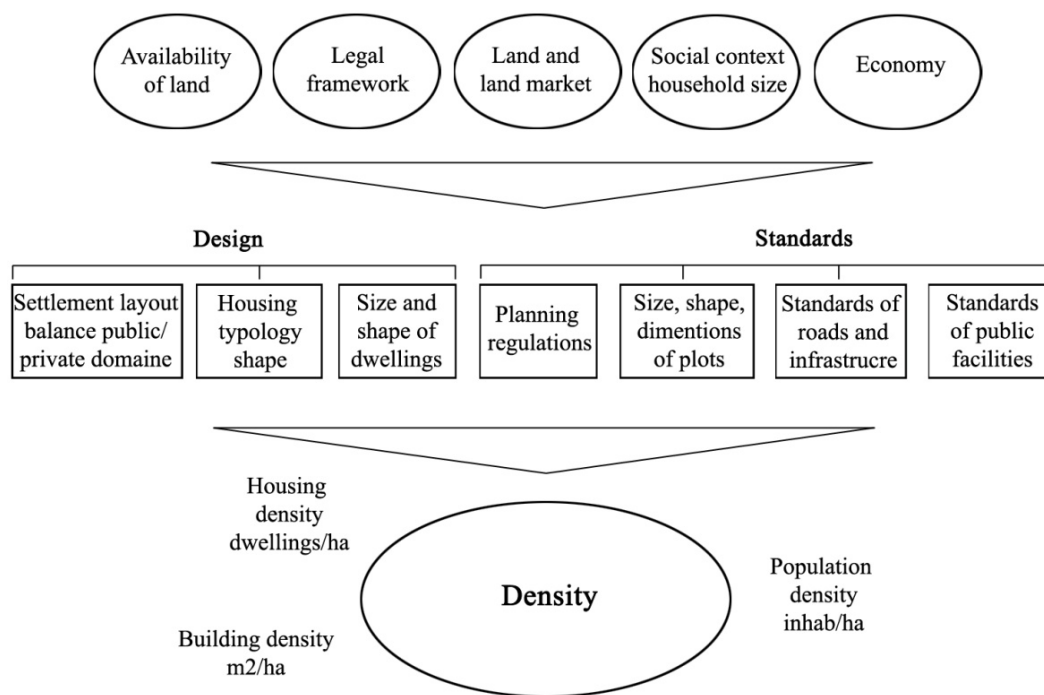 Availability
of land
Legal
framework
Land and
land market
Social context
household size
Economy
Design
Standards
Settlement layout
balance public/
private domaine
Housing
typology
shape
Size and
shape of
dwellings
Planning
regulations
Size, shape,
dimentions
of plots
Standards of
roads and
infrastrucre
Standards
of public
facilities
Housing
density
dwellings/ha
Density
Population
density
inhab/ha
Building density
m2/ha